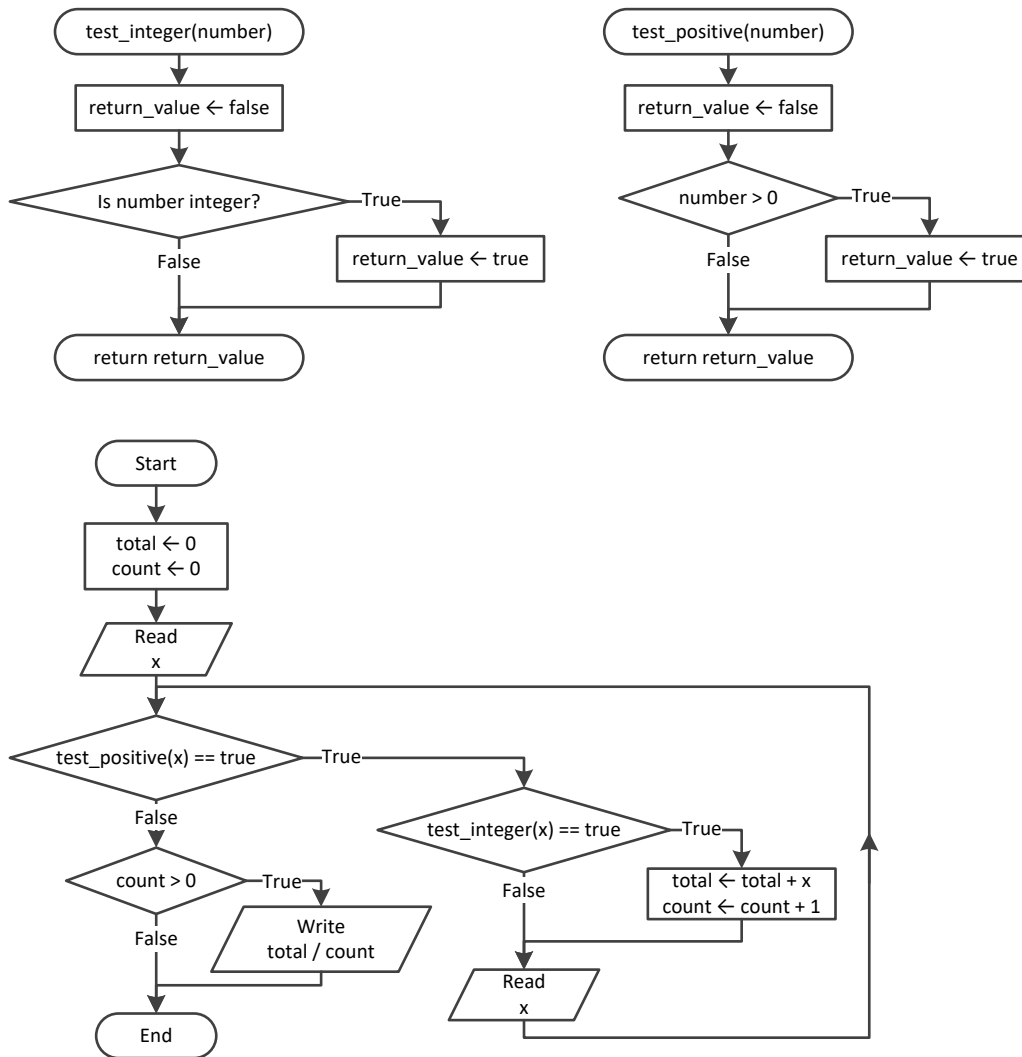 test_integer(number)
return_value ← false
Is number integer?
True
return_value ← true
False
return return_value
test_positive(number)
return_value ← false
number > 0
True
return_value ← true
False
return return_value
Start
total ← 0
count ← 0
Read
x
test_positive(x) == true
True
False
test_integer(x) == true
True
total ← total + x
count ← count + 1
False
Read
x
count > 0
True
Write
total / count
False
End